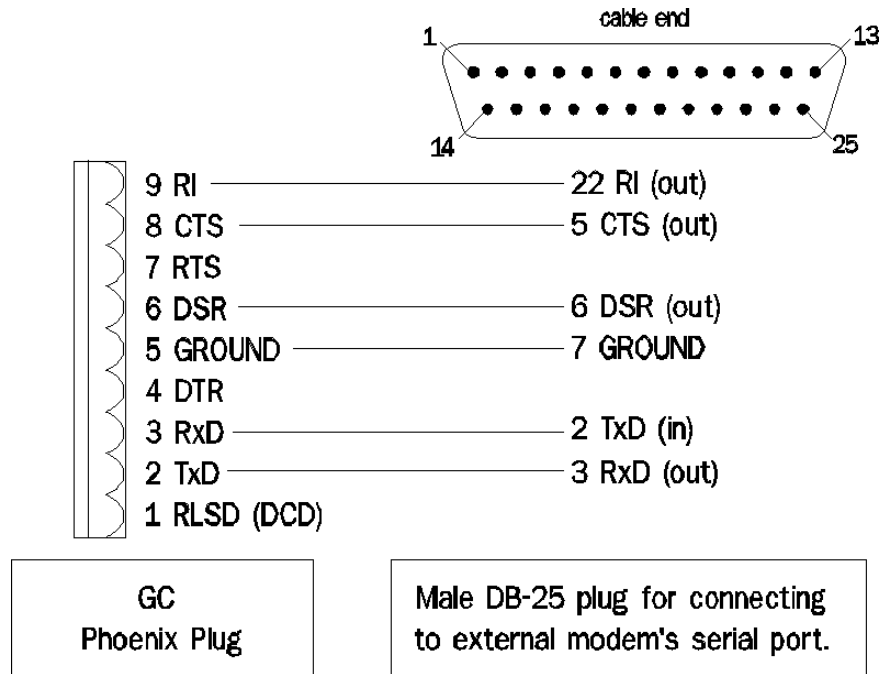 cable end
1 13
14 25
9 RI 22 RI (out)
8 CTS 5 CTS (out)
7 RTS
6 DSR 6 DSR (out)
5 GROUND 7 GROUND
4 DTR
3 RxD 2 TxD (in)
2 TxD 3 RxD (out)
1 RLSD (DCD)
GC
Phoenix Plug
Male DB-25 plug for connecting
to external modem's serial port.